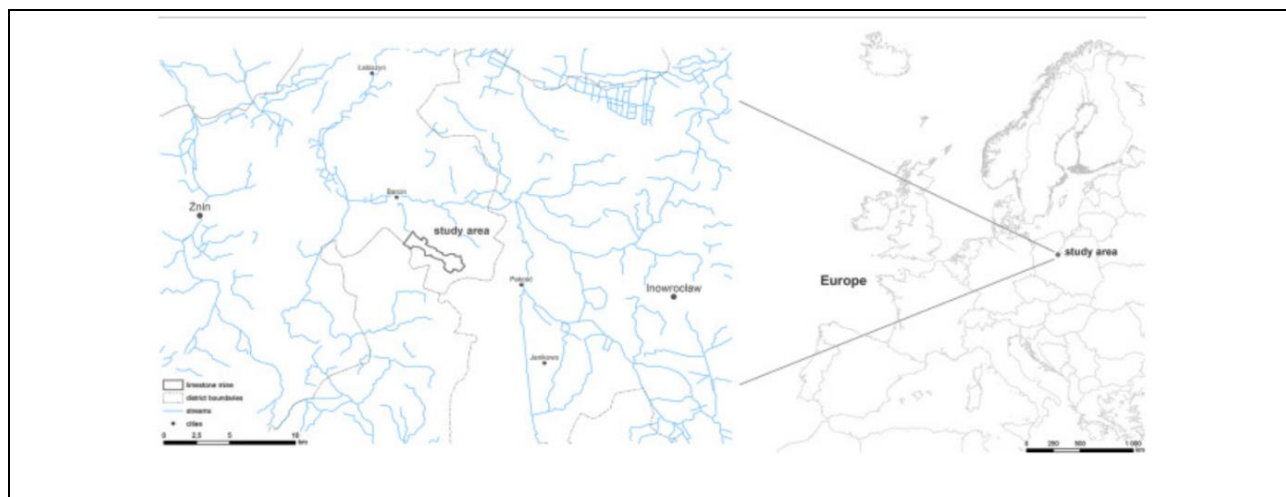 Łabiszyn
Barcin
Żnin
study area
Pakość
Inowrocław
Janikowo
limestone mine
district boundaries
streams
cities
0 2,5 5 10
km
study area
Europe
0 250 500 1 000
km